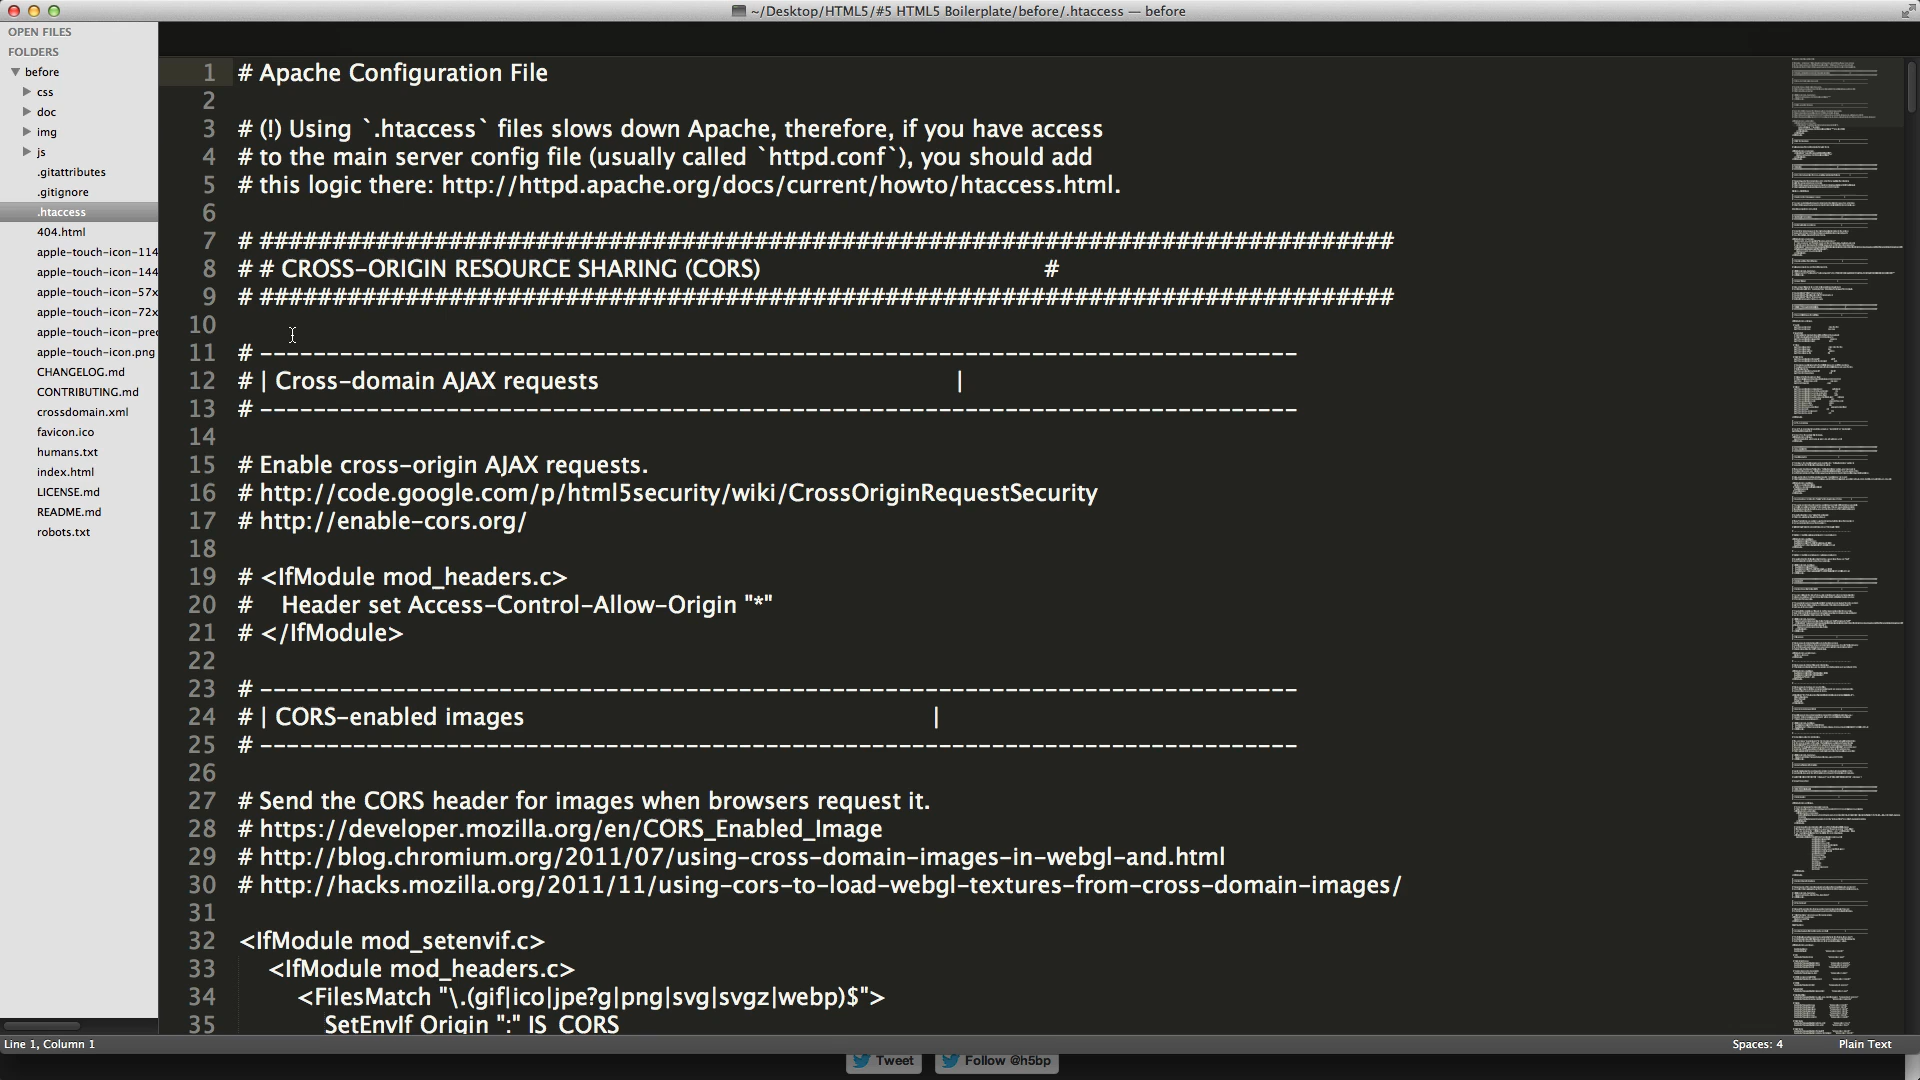 ~/Desktop/HTML5/#5 HTML5 Boilerplate/before/.htaccess — before
OPEN FILES
FOLDERS
before
css
doc
img
js
.gitattributes
.gitignore
.htaccess
404.html
apple-touch-icon-114
apple-touch-icon-144
apple-touch-icon-57x
apple-touch-icon-72x
apple-touch-icon-prec
apple-touch-icon.png
CHANGELOG.md
CONTRIBUTING.md
crossdomain.xml
favicon.ico
humans.txt
index.html
LICENSE.md
README.md
robots.txt
1 # Apache Configuration File
2
3 # (!) Using `.htaccess` files slows down Apache, therefore, if you have access
4 # to the main server config file (usually called `httpd.conf`), you should add
5 # this logic there: http://httpd.apache.org/docs/current/howto/htaccess.html.
6
7 # ##############################################################################
8 # # CROSS-ORIGIN RESOURCE SHARING (CORS) #
9 # ##############################################################################
10
11 # ------------------------------------------------------------------------------
12 # | Cross-domain AJAX requests |
13 # ------------------------------------------------------------------------------
14
15 # Enable cross-origin AJAX requests.
16 # http://code.google.com/p/html5security/wiki/CrossOriginRequestSecurity
17 # http://enable-cors.org/
18
19 # <IfModule mod_headers.c>
20 # Header set Access-Control-Allow-Origin "*"
21 # </IfModule>
22
23 # ------------------------------------------------------------------------------
24 # | CORS-enabled images |
25 # ------------------------------------------------------------------------------
26
27 # Send the CORS header for images when browsers request it.
28 # https://developer.mozilla.org/en/CORS_Enabled_Image
29 # http://blog.chromium.org/2011/07/using-cross-domain-images-in-webgl-and.html
30 # http://hacks.mozilla.org/2011/11/using-cors-to-load-webgl-textures-from-cross-domain-images/
31
32 <IfModule mod_setenvif.c>
33 <IfModule mod_headers.c>
34 <FilesMatch "\.(gif|ico|jpe?g|png|svg|svgz|webp)$">
35 SetEnvIf Origin ":" IS_CORS
Line 1, Column 1
Spaces: 4
Plain Text
Tweet
Follow @h5bp